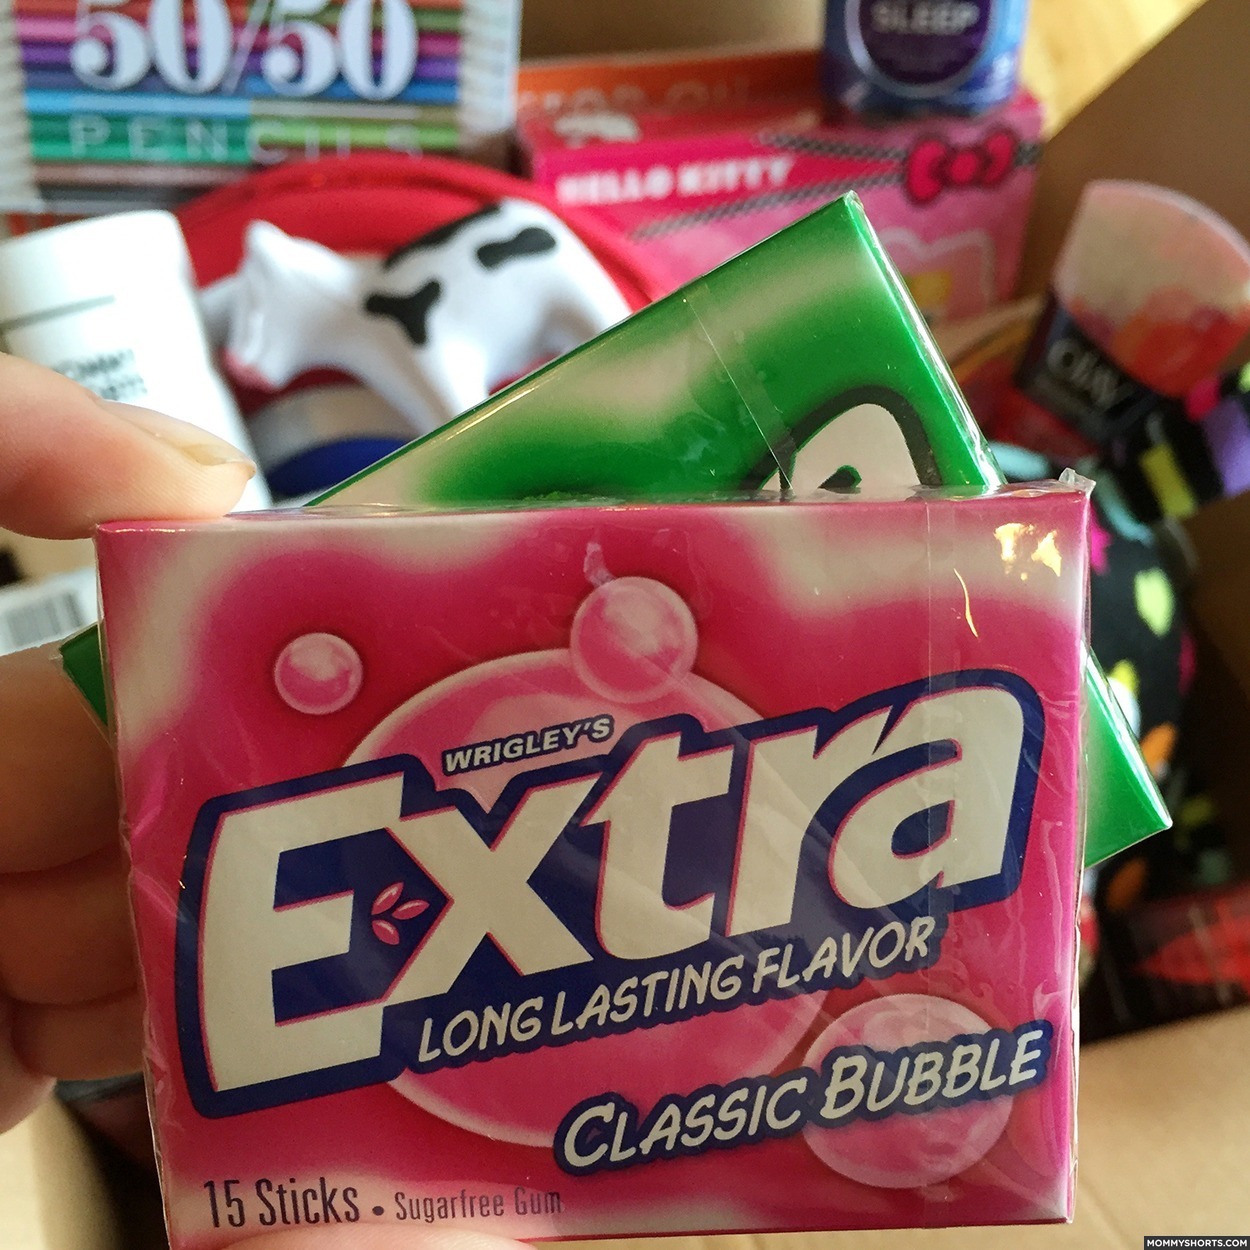 50/50
PENCILS
SLEEP
HELLO KITTY
OLAY
WRIGLEY'S
Extra
LONG LASTING FLAVOR
CLASSIC BUBBLE
15 Sticks • Sugarfree Gum
MOMMYSHORTS.COM